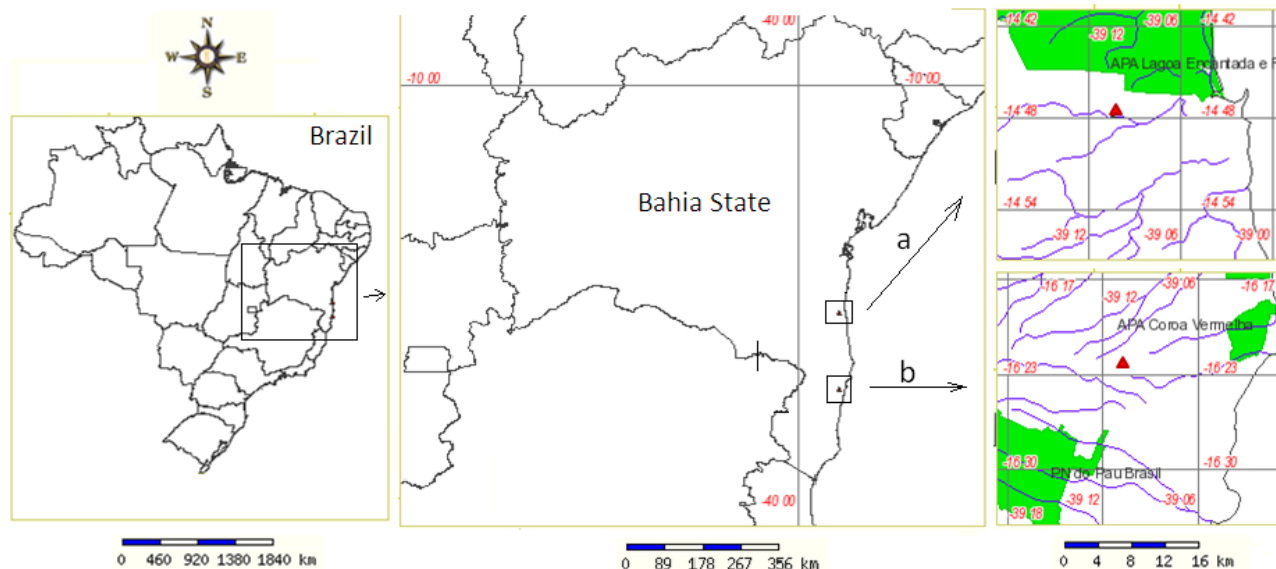 N
W E
S
Brazil
0 460 920 1380 1840 km
-40 00
-10 00 -10 00
Bahia State
a
b
-40 00
0 89 178 267 356 km
-14 42 -39 06 -14 42
-39 12
APA Lagoa Encantada e F
-14 48 -14 48
-14 54 -14 54
-39 12 -39 06 -39 00
-16 17 -39 06 -16 17
-39 12
APA Coroa Vermelha
-16 23 -16 23
-16 30 -16 30
PN do Pau Brasil
-39 12 -39 06
-39 18
0 4 8 12 16 km